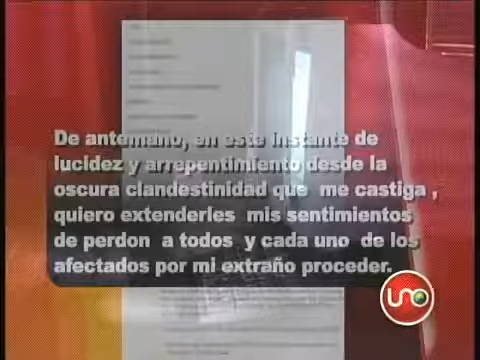 De antemano, en este instante de
lucidez y arrepentimiento desde la
oscura clandestinidad que me castiga ,
quiero extenderles mis sentimientos
de perdon a todos y cada uno de los
afectados por mi extraño proceder.
uno